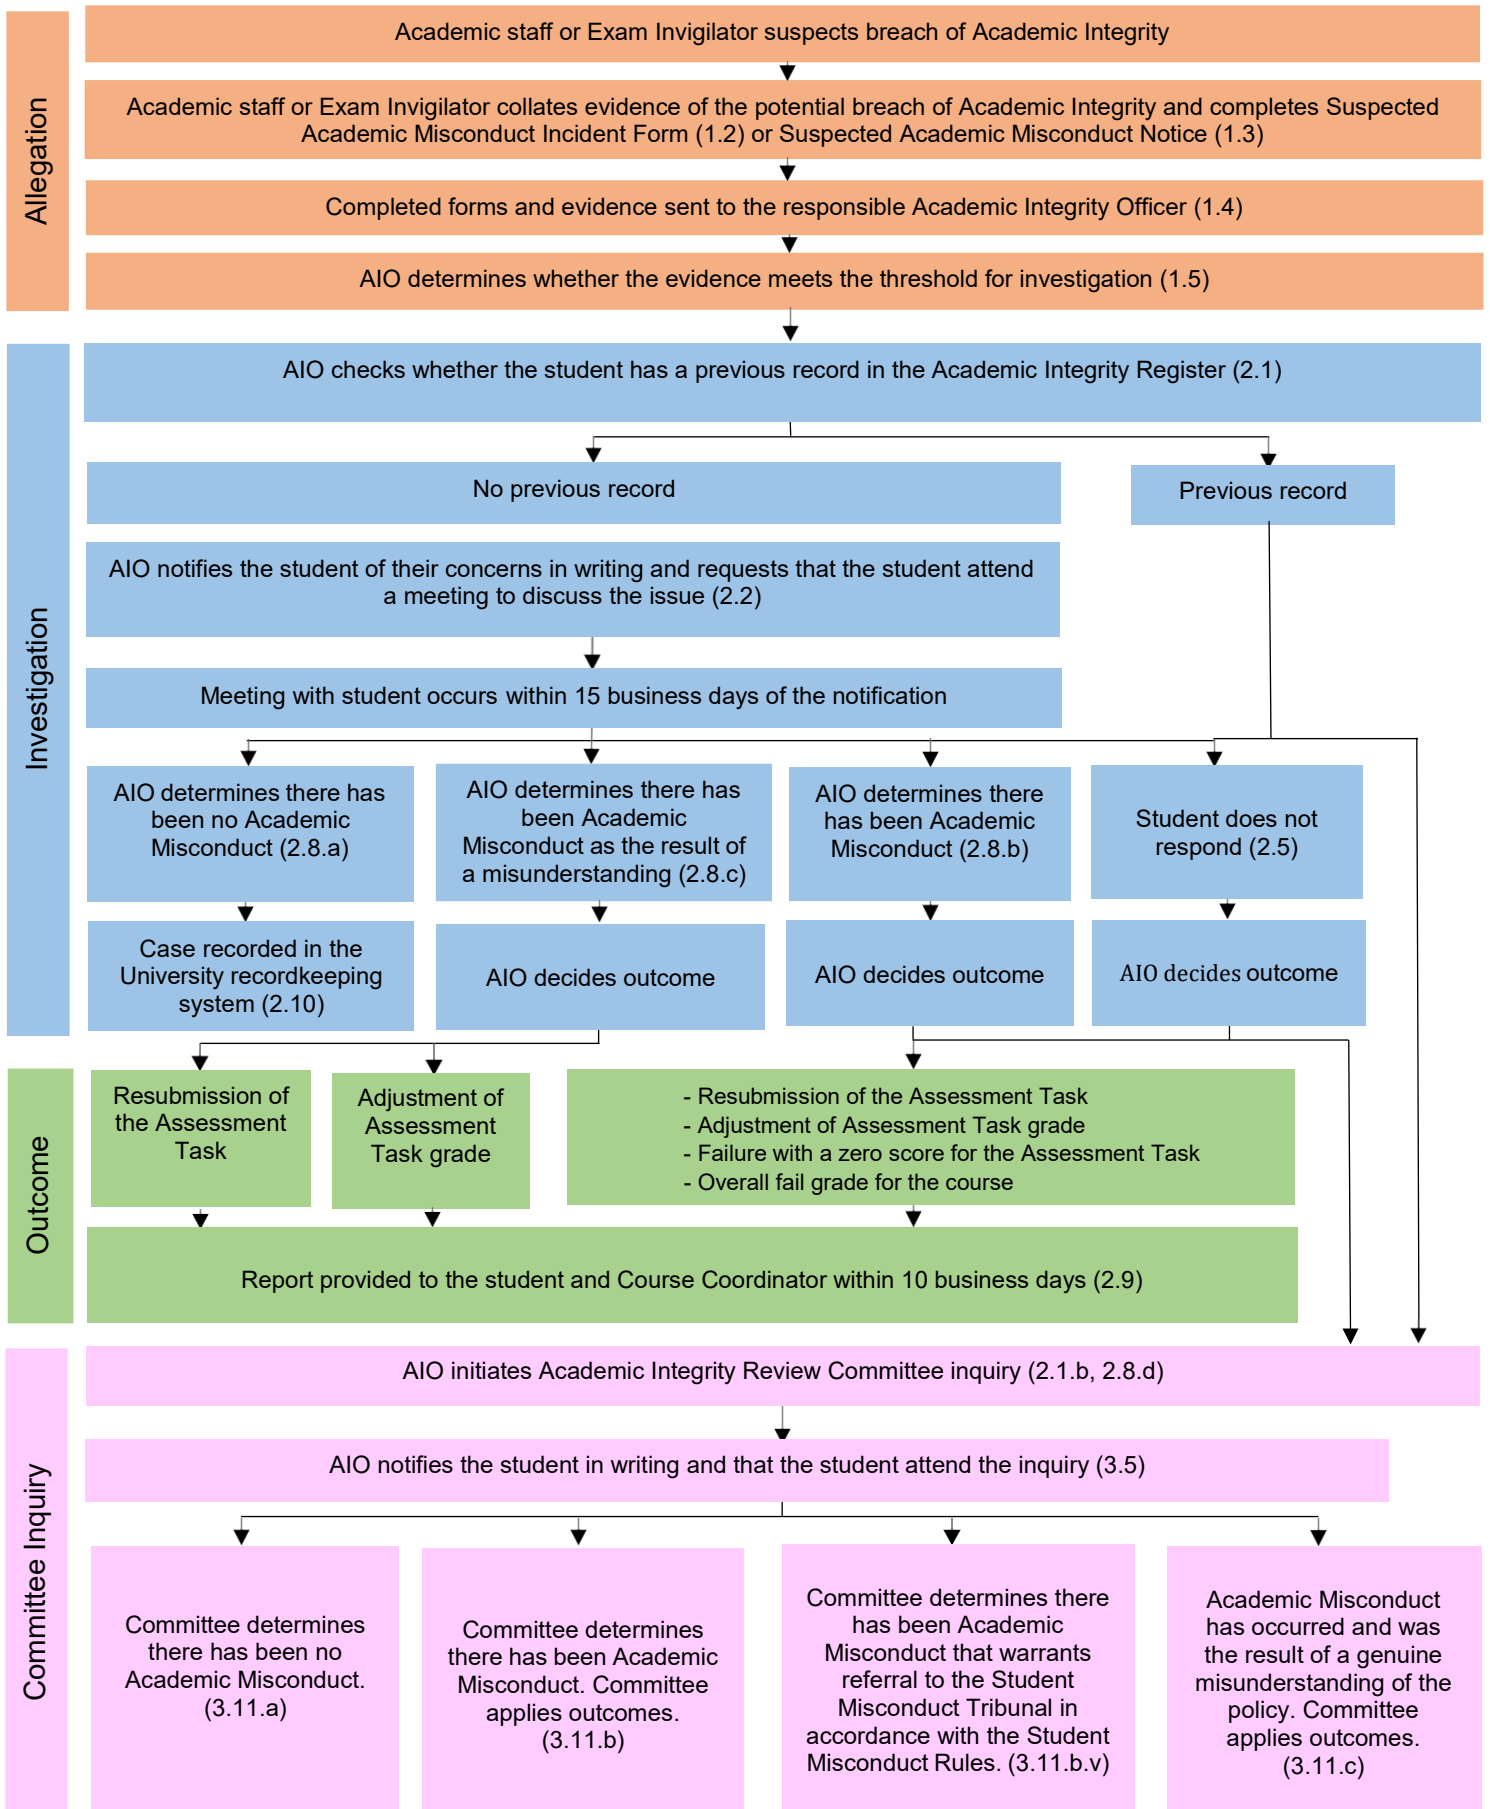 Allegation
Academic staff or Exam Invigilator suspects breach of Academic Integrity
Academic staff or Exam Invigilator collates evidence of the potential breach of Academic Integrity and completes Suspected
Academic Misconduct Incident Form (1.2) or Suspected Academic Misconduct Notice (1.3)
Completed forms and evidence sent to the responsible Academic Integrity Officer (1.4)
AIO determines whether the evidence meets the threshold for investigation (1.5)
Investigation
AIO checks whether the student has a previous record in the Academic Integrity Register (2.1)
No previous record
Previous record
AIO notifies the student of their concerns in writing and requests that the student attend
a meeting to discuss the issue (2.2)
Meeting with student occurs within 15 business days of the notification
AIO determines there has
been no Academic
Misconduct (2.8.a)
AIO determines there has
been Academic
Misconduct as the result of
a misunderstanding (2.8.c)
AIO determines there
has been Academic
Misconduct (2.8.b)
Student does not
respond (2.5)
Case recorded in the
University recordkeeping
system (2.10)
AIO decides outcome
AIO decides outcome
AIO decides outcome
Outcome
Resubmission of
the Assessment
Task
Adjustment of
Assessment
Task grade
- Resubmission of the Assessment Task
- Adjustment of Assessment Task grade
- Failure with a zero score for the Assessment Task
- Overall fail grade for the course
Report provided to the student and Course Coordinator within 10 business days (2.9)
Committee Inquiry
AIO initiates Academic Integrity Review Committee inquiry (2.1.b, 2.8.d)
AIO notifies the student in writing and that the student attend the inquiry (3.5)
Committee determines
there has been no
Academic Misconduct.
(3.11.a)
Committee determines
there has been Academic
Misconduct. Committee
applies outcomes.
(3.11.b)
Committee determines there
has been Academic
Misconduct that warrants
referral to the Student
Misconduct Tribunal in
accordance with the Student
Misconduct Rules. (3.11.b.v)
Academic Misconduct
has occurred and was
the result of a genuine
misunderstanding of the
policy. Committee
applies outcomes.
(3.11.c)